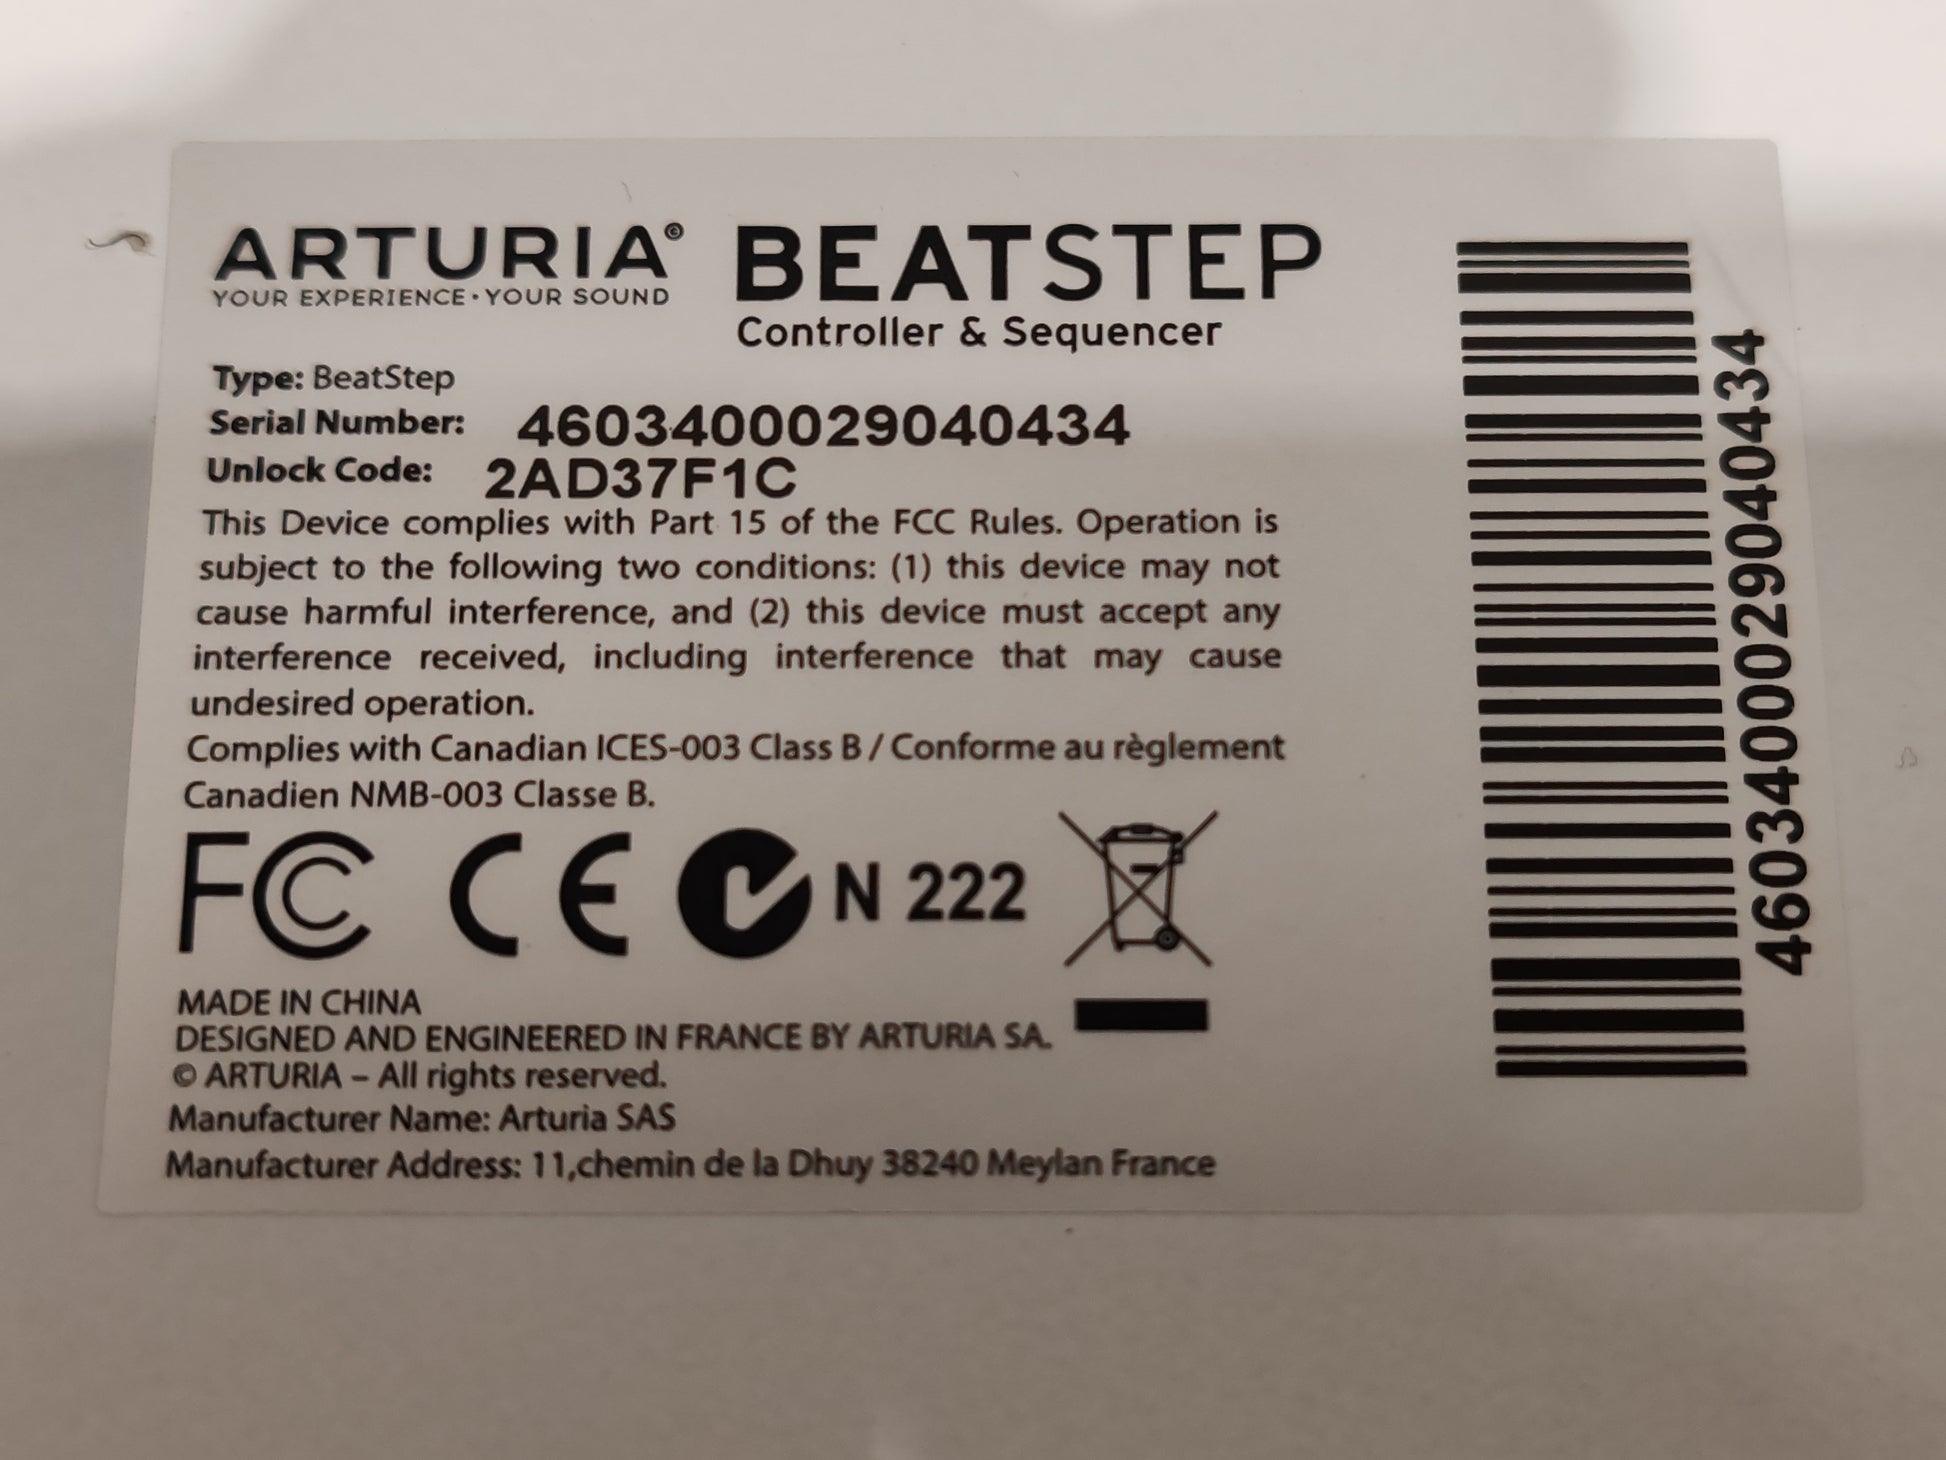 ARTURIA®
YOUR EXPERIENCE • YOUR SOUND
BEATSTEP
Controller & Sequencer
Type: BeatStep
Serial Number: 4603400029040434
Unlock Code: 2AD37F1C
This Device complies with Part 15 of the FCC Rules. Operation is
subject to the following two conditions: (1) this device may not
cause harmful interference, and (2) this device must accept any
interference received, including interference that may cause
undesired operation.
Complies with Canadian ICES-003 Class B / Conforme au règlement
Canadien NMB-003 Classe B.
FC CE N 222
MADE IN CHINA
DESIGNED AND ENGINEERED IN FRANCE BY ARTURIA SA.
© ARTURIA – All rights reserved.
Manufacturer Name: Arturia SAS
Manufacturer Address: 11,chemin de la Dhuy 38240 Meylan France
4603400029040434